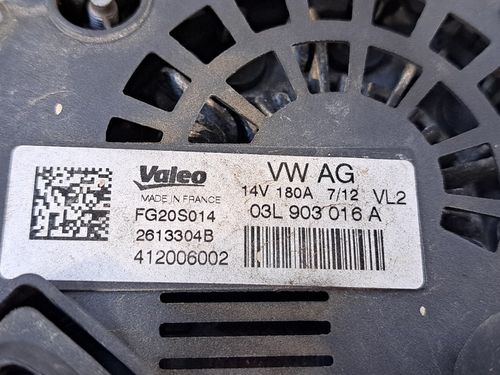 Valeo
MADE IN FRANCE
FG20S014
2613304B
412006002
VW AG
14V 180A 7/12 VL2
03L 903 016 A